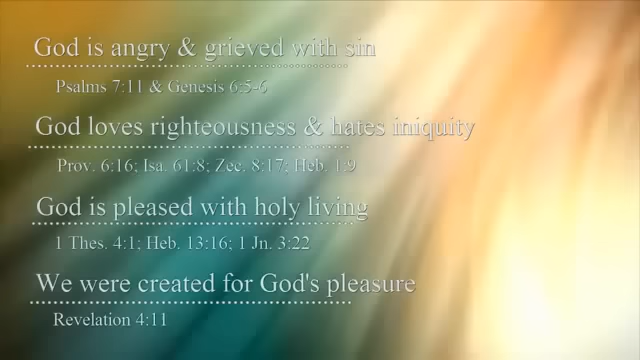 God is angry & grieved with sin
Psalms 7:11 & Genesis 6:5-6
God loves righteousness & hates iniquity
Prov. 6:16; Isa. 61:8; Zec. 8:17; Heb. 1:9
God is pleased with holy living
1 Thes. 4:1; Heb. 13:16; 1 Jn. 3:22
We were created for God's pleasure
Revelation 4:11